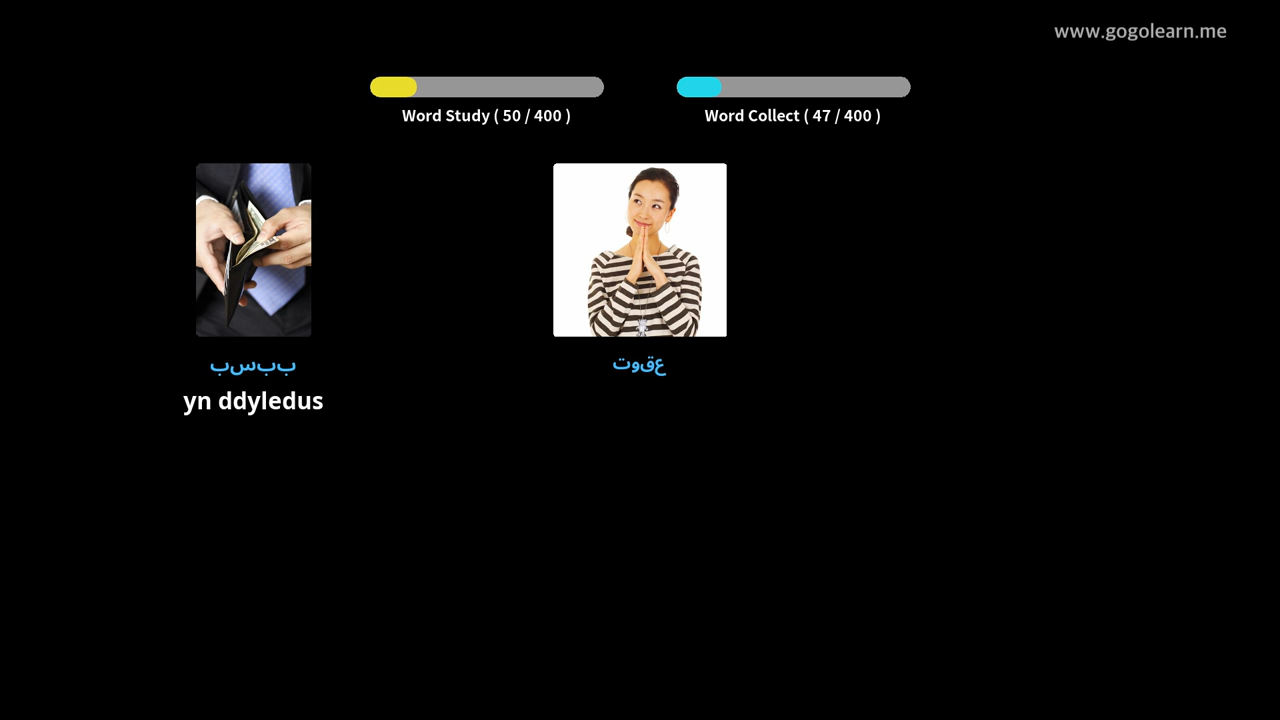 www.gogolearn.me
Word Study ( 50 / 400 )
Word Collect ( 47 / 400 )
ببسب
yn ddyledus
عقوت